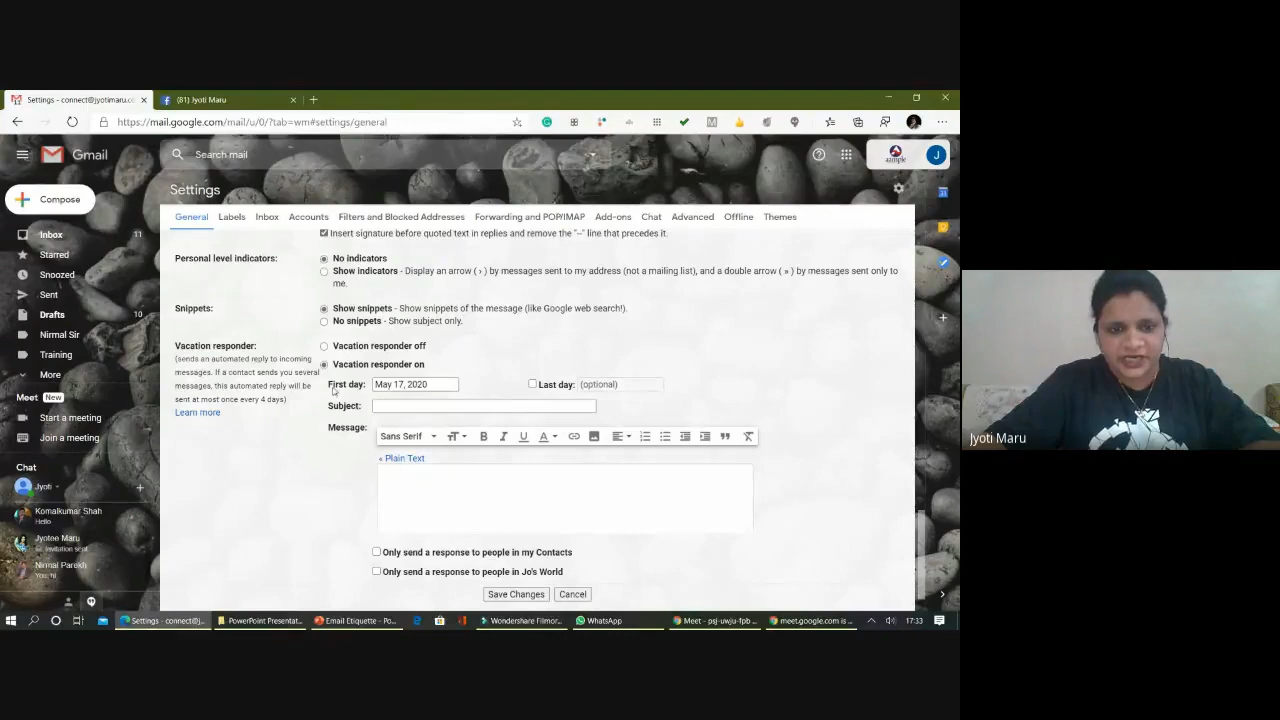 Settings - connect@jyotimaru.co
(81) Jyoti Maru
https://mail.google.com/mail/u/0/?tab=wm#settings/general
Gmail
Search mail
J
Compose
Settings
General Labels Inbox Accounts Filters and Blocked Addresses Forwarding and POP/IMAP Add-ons Chat Advanced Offline Themes
Inbox 11
Starred
Snoozed
Sent
Drafts 10
Nirmal Sir
Training
More
Meet New
Start a meeting
Join a meeting
Chat
Jyoti
Komalkumar Shah
Hello
Jyotee Maru
Invitation sent
Nirmal Parekh
You: hi
Insert signature before quoted text in replies and remove the "--" line that precedes it.
Personal level indicators:
No indicators
Show indicators - Display an arrow ( › ) by messages sent to my address (not a mailing list), and a double arrow ( » ) by messages sent only to
me.
Snippets:
Show snippets - Show snippets of the message (like Google web search!).
No snippets - Show subject only.
Vacation responder:
(sends an automated reply to incoming
messages. If a contact sends you several
messages, this automated reply will be
sent at most once every 4 days)
Learn more
Vacation responder off
Vacation responder on
First day: May 17, 2020 Last day: (optional)
Subject:
Message:
Sans Serif
« Plain Text
Only send a response to people in my Contacts
Only send a response to people in Jo's World
Save Changes Cancel
Settings - connect@j... PowerPoint Presentat... Email Etiquette - Po... Wondershare Filmor... WhatsApp Meet - psj-uwju-fpb ... meet.google.com is ... 17:33
Jyoti Maru